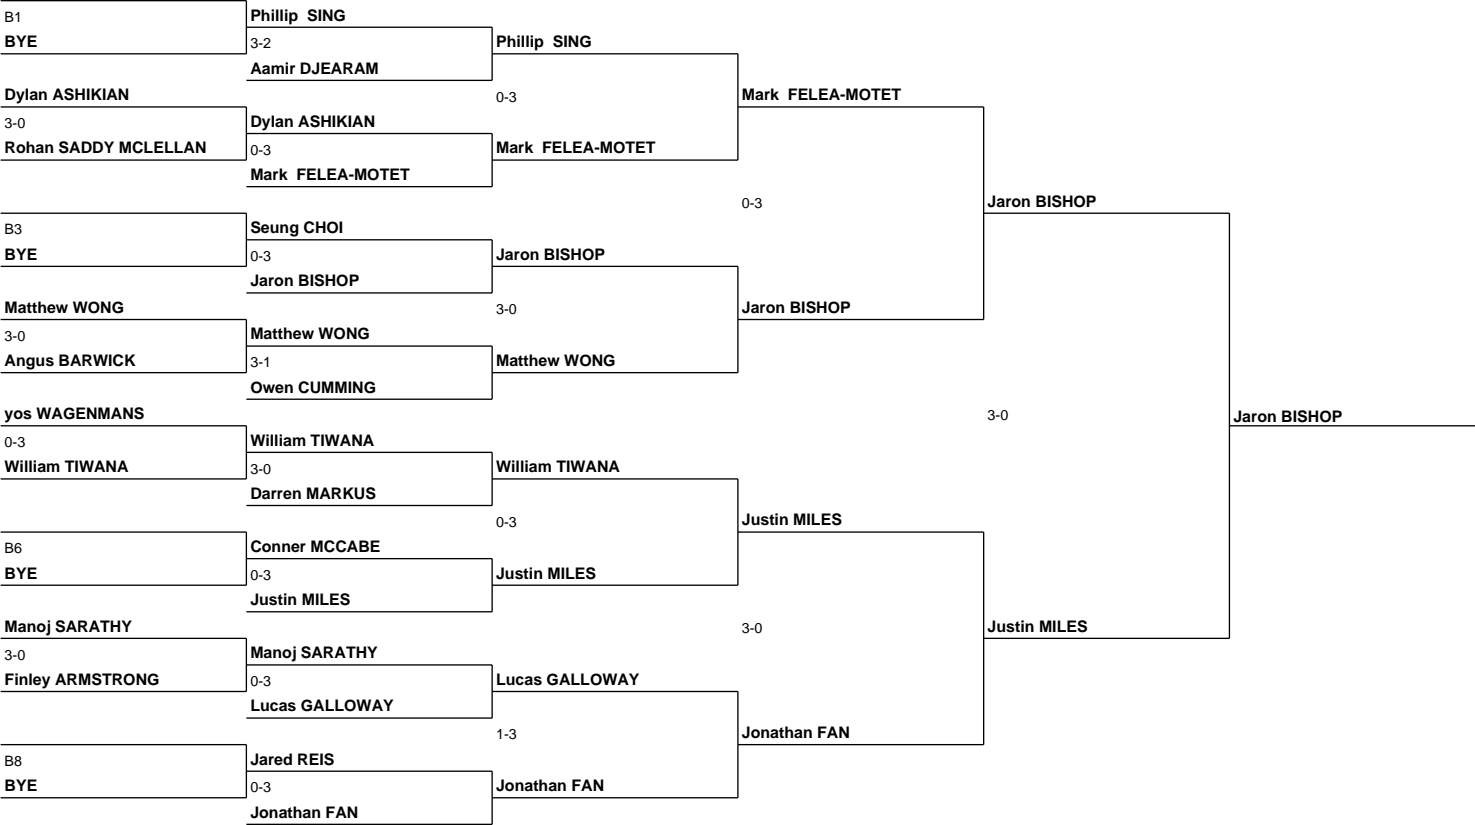 B1
BYE
Dylan ASHIKIAN
3-0
Rohan SADDY MCLELLAN
B3
BYE
Matthew WONG
3-0
Angus BARWICK
yos WAGENMANS
0-3
William TIWANA
B6
BYE
Manoj SARATHY
3-0
Finley ARMSTRONG
B8
BYE
Phillip SING
3-2
Aamir DJEARAM
Dylan ASHIKIAN
0-3
Mark FELEA-MOTET
Seung CHOI
0-3
Jaron BISHOP
Matthew WONG
3-1
Owen CUMMING
William TIWANA
3-0
Darren MARKUS
Conner MCCABE
0-3
Justin MILES
Manoj SARATHY
0-3
Lucas GALLOWAY
Jared REIS
0-3
Jonathan FAN
Phillip SING
0-3
Mark FELEA-MOTET
Jaron BISHOP
3-0
Matthew WONG
William TIWANA
0-3
Justin MILES
Lucas GALLOWAY
1-3
Jonathan FAN
Mark FELEA-MOTET
0-3
Jaron BISHOP
Justin MILES
3-0
Jonathan FAN
Jaron BISHOP
3-0
Justin MILES
Jaron BISHOP